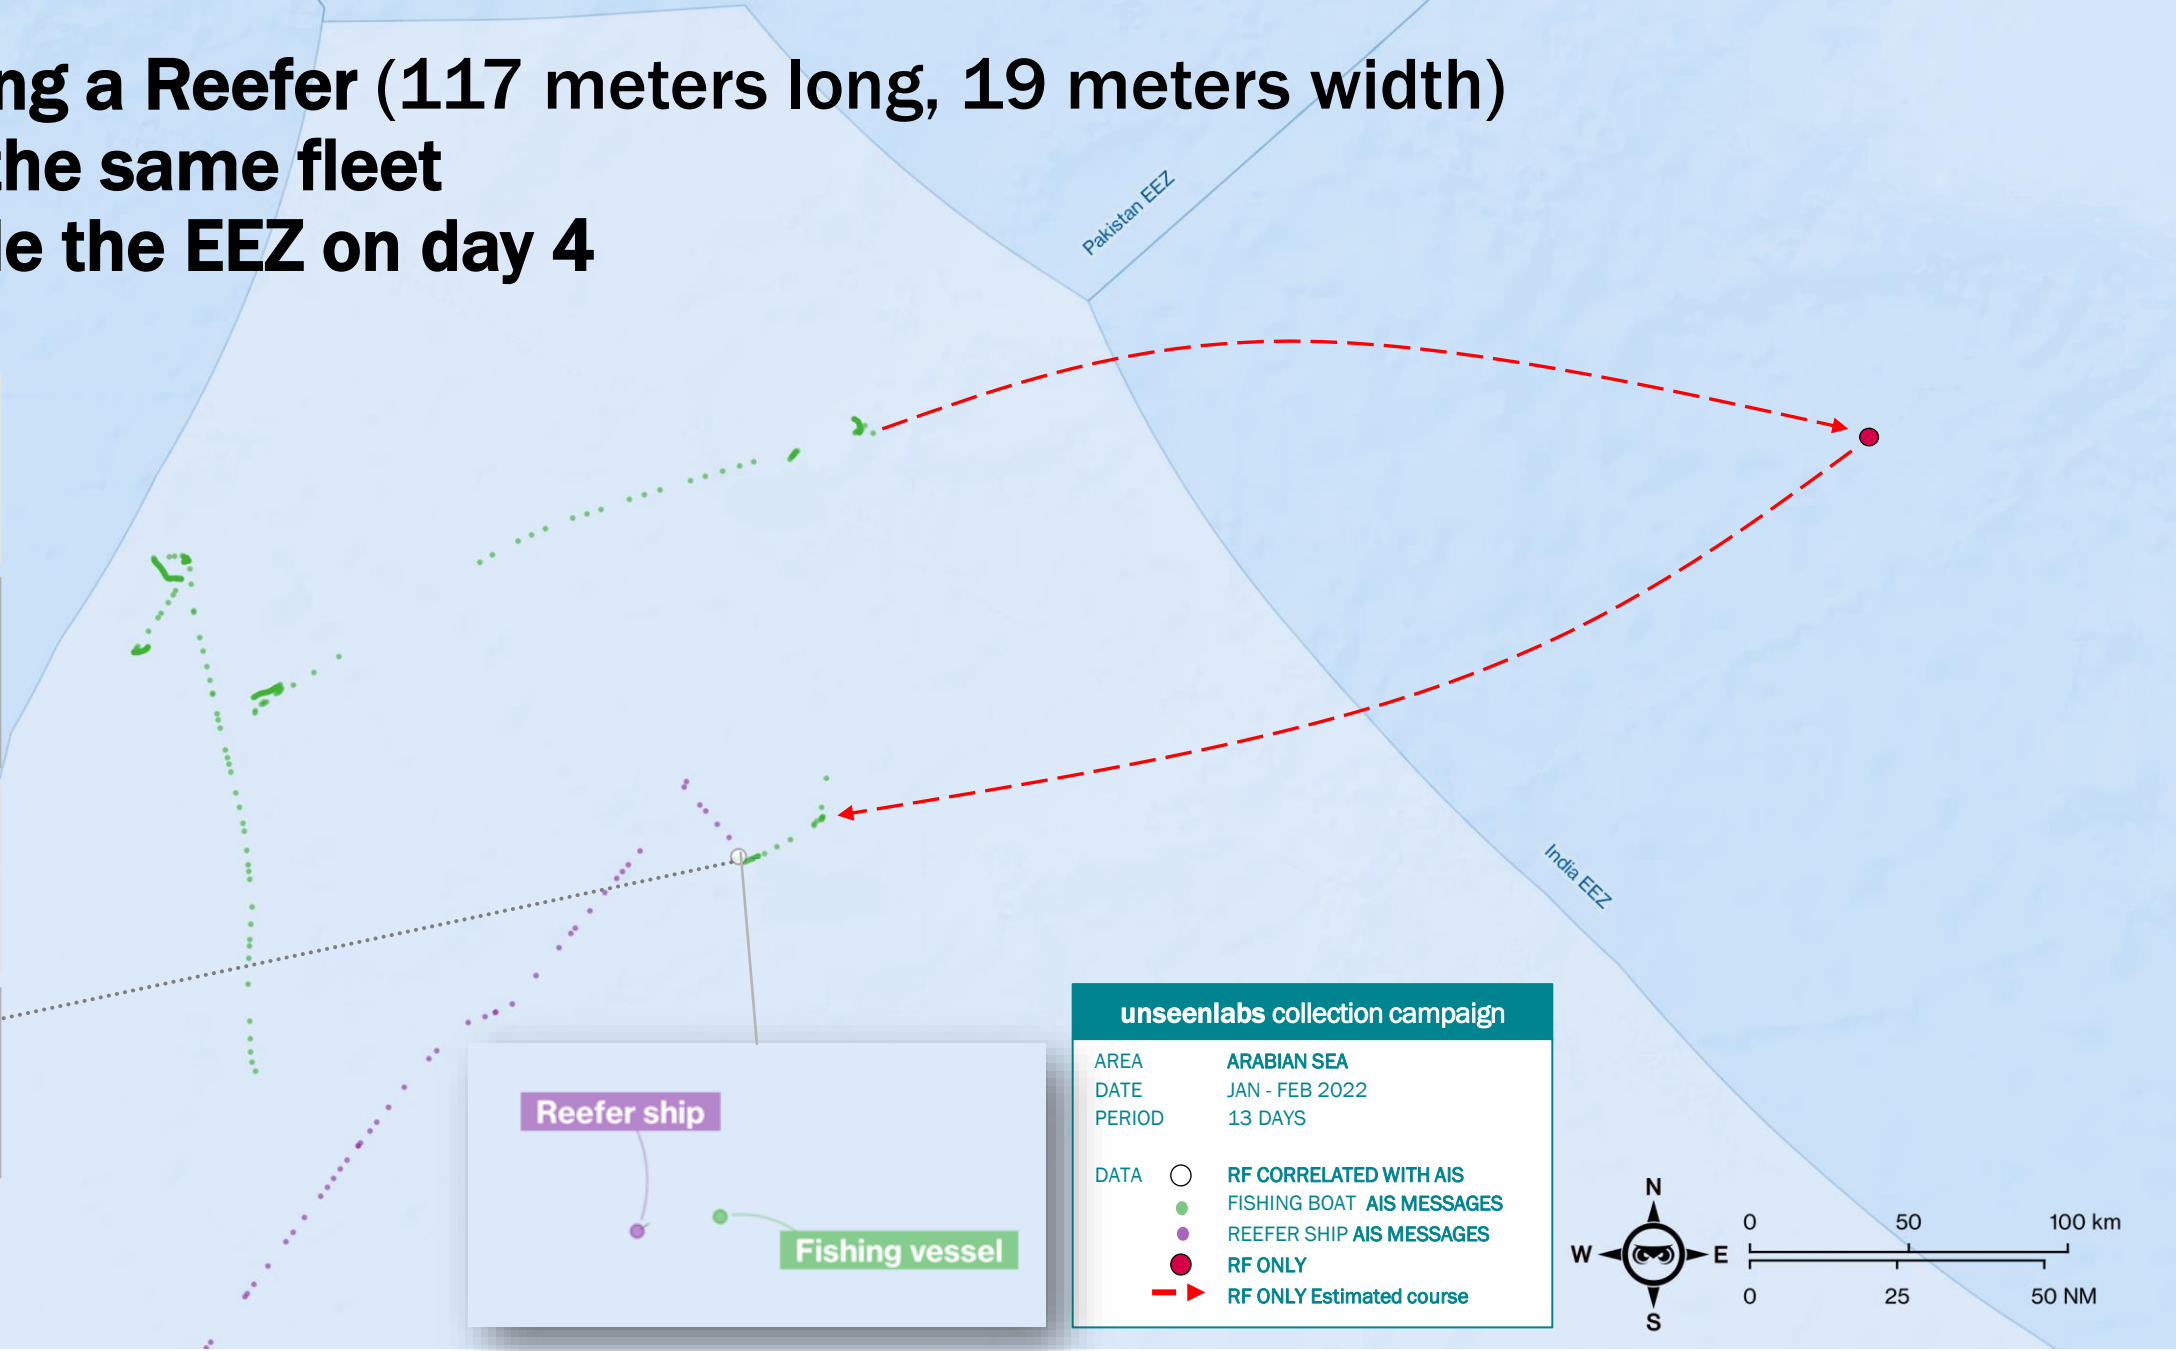 ng a Reefer (117 meters long, 19 meters width)
the same fleet
le the EEZ on day 4
Pakistan EEZ
India EEZ
Reefer ship
Fishing vessel
unseenlabs collection campaign
AREA ARABIAN SEA
DATE JAN - FEB 2022
PERIOD 13 DAYS
DATA RF CORRELATED WITH AIS
FISHING BOAT AIS MESSAGES
REEFER SHIP AIS MESSAGES
RF ONLY
RF ONLY Estimated course
N
W E
S
0 50 100 km
0 25 50 NM